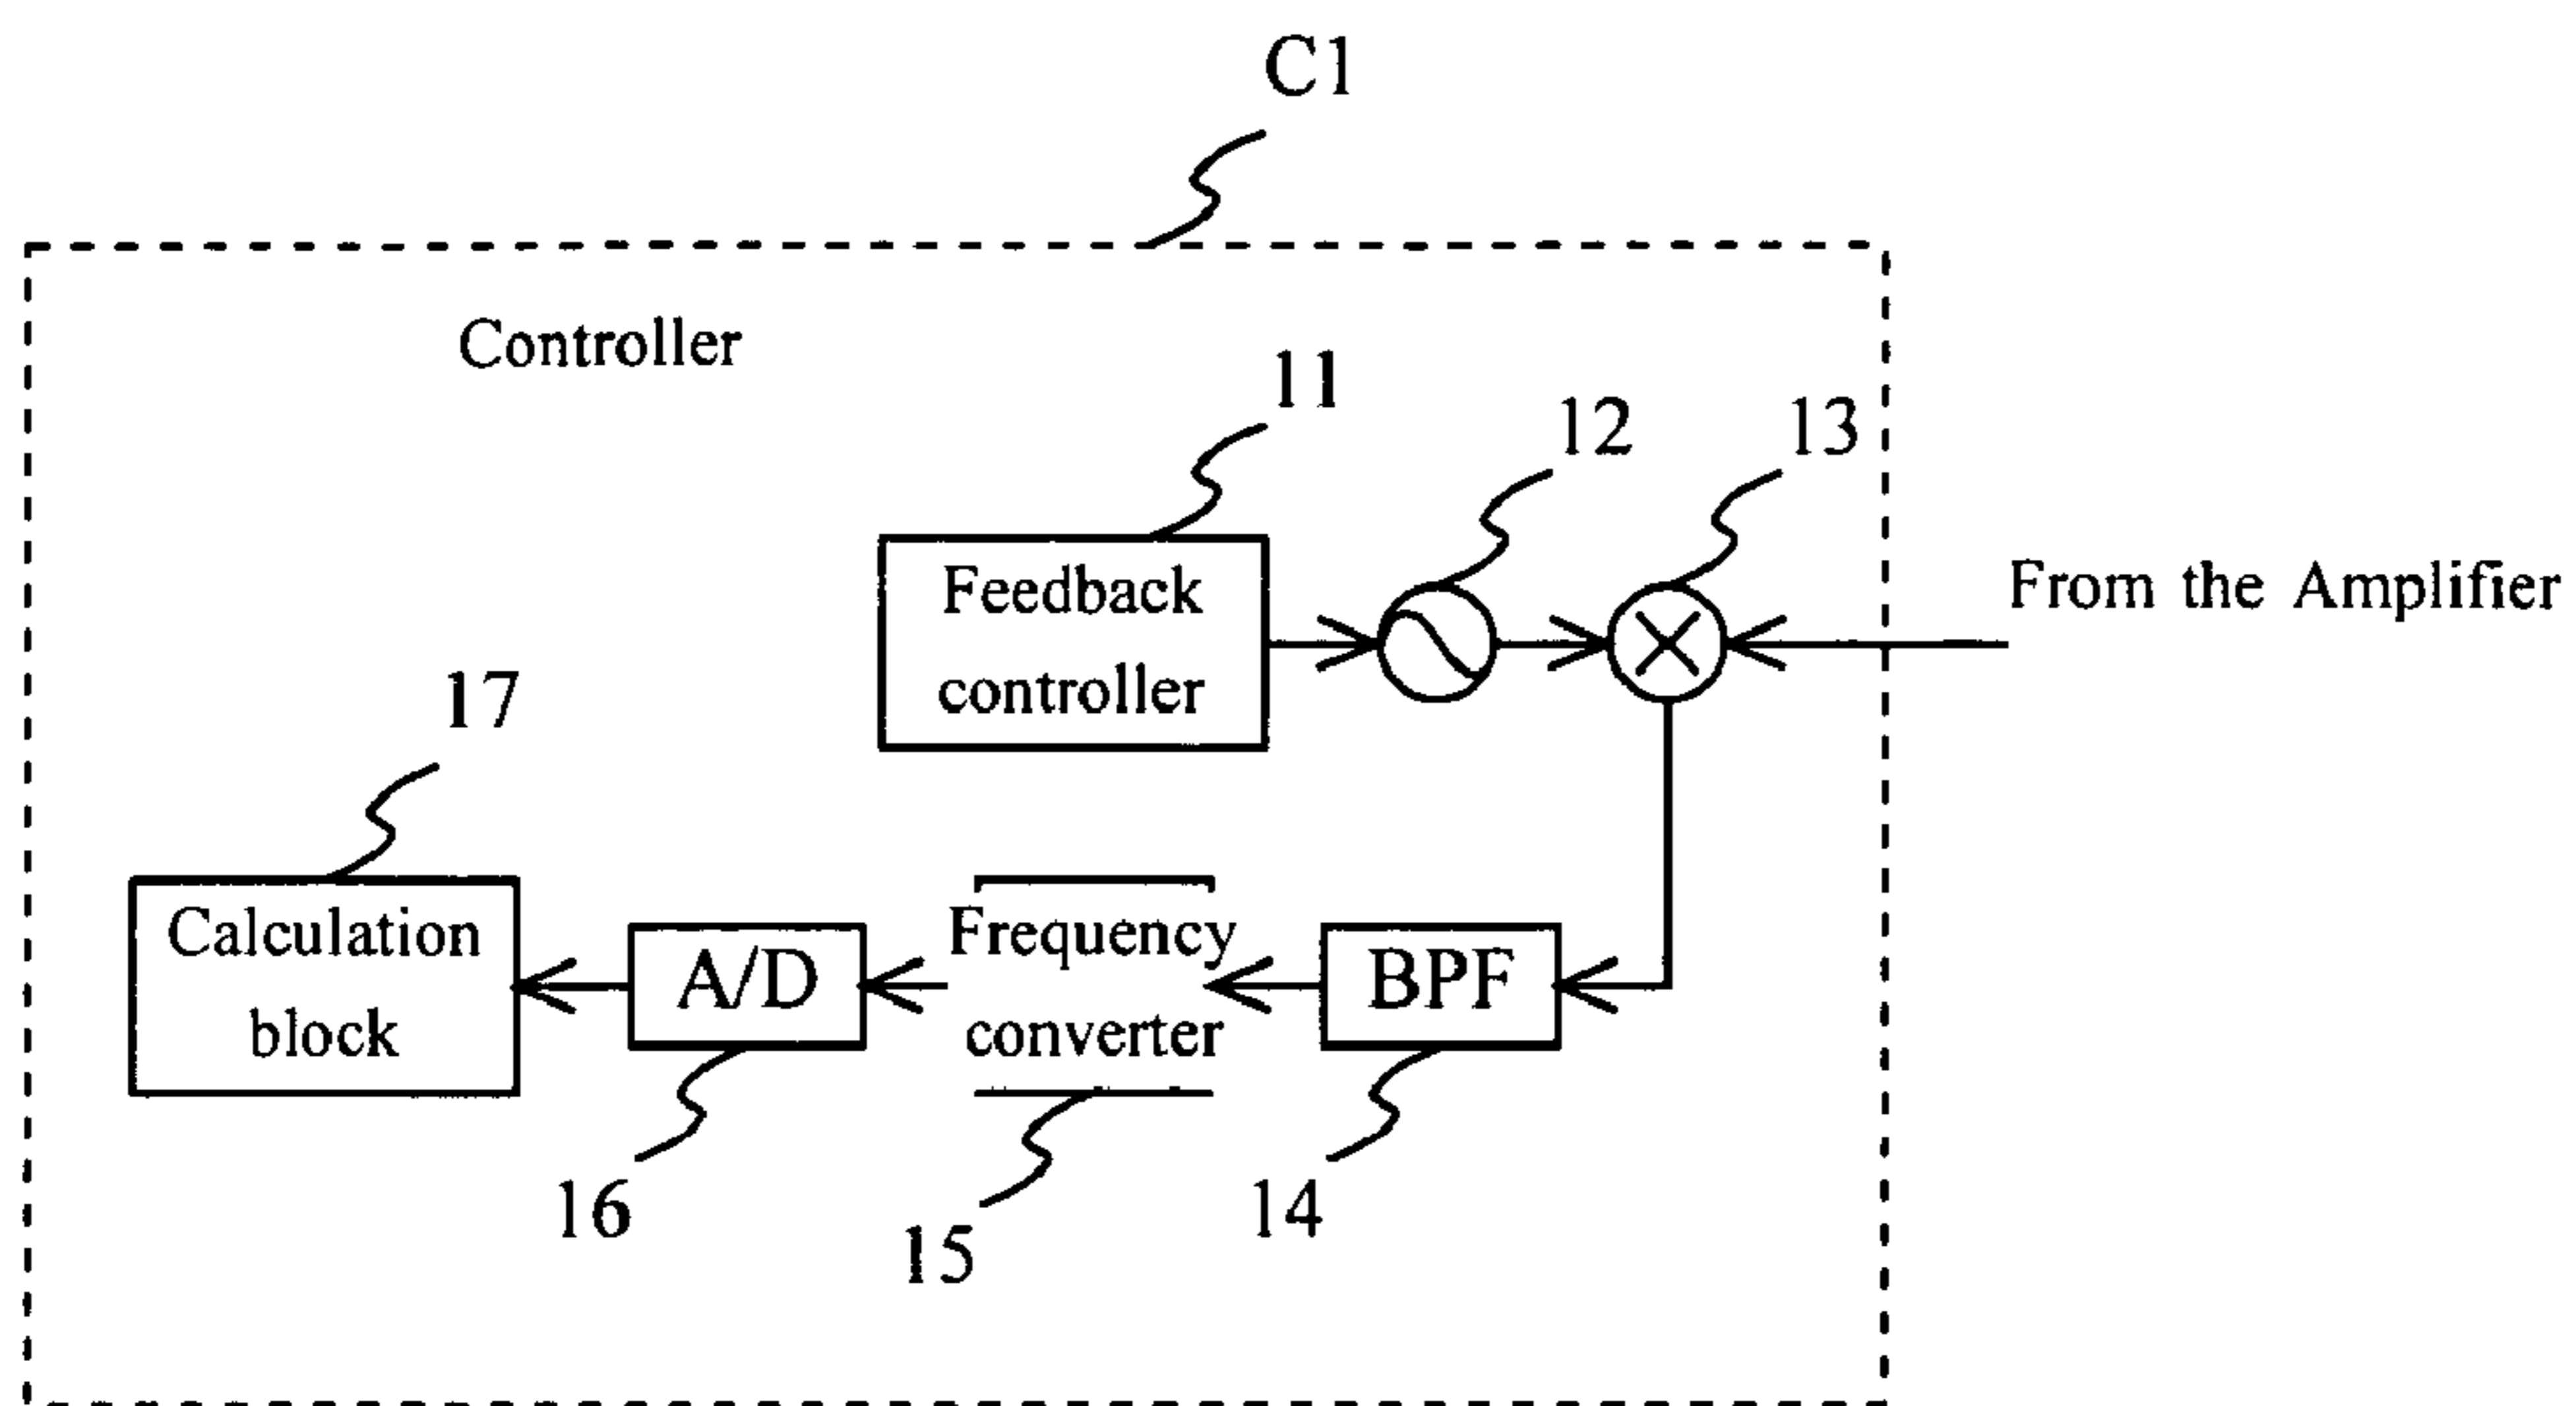 C1
Controller
11
12
13
Feedback
controller
From the Amplifier
17
Calculation
block
A/D
Frequency
converter
BPF
16
15
14